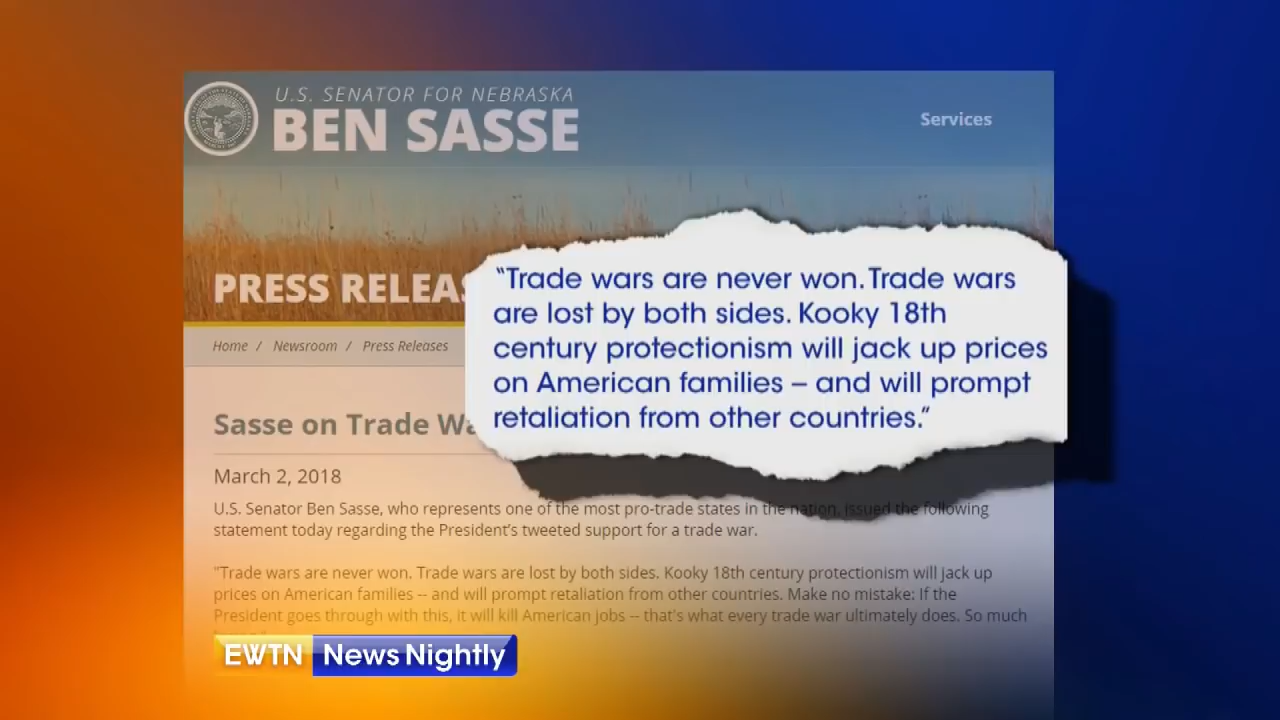 U.S. SENATOR FOR NEBRASKA
BEN SASSE
Services
PRESS RELEAS
Home / Newsroom / Press Releases
"Trade wars are never won. Trade wars
are lost by both sides. Kooky 18th
century protectionism will jack up prices
on American families – and will prompt
retaliation from other countries."
Sasse on Trade Wa
March 2, 2018
U.S. Senator Ben Sasse, who represents one of the most pro-trade states in the nation, issued the following
statement today regarding the President's tweeted support for a trade war.
"Trade wars are never won. Trade wars are lost by both sides. Kooky 18th century protectionism will jack up
prices on American families -- and will prompt retaliation from other countries. Make no mistake: If the
President goes through with this, it will kill American jobs -- that's what every trade war ultimately does. So much
EWTN News Nightly